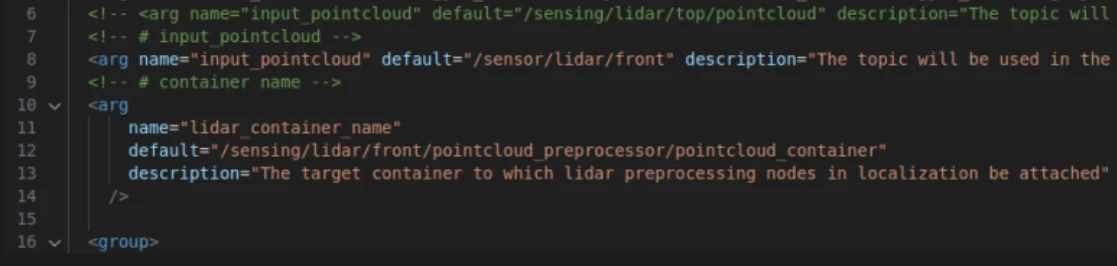 6 <!-- <arg name="input_pointcloud" default="/sensing/lidar/top/pointcloud" description="The topic will
7 <!-- # input_pointcloud -->
8 <arg name="input_pointcloud" default="/sensor/lidar/front" description="The topic will be used in the
9 <!-- # container name -->
10 <arg
11 name="lidar_container_name"
12 default="/sensing/lidar/front/pointcloud_preprocessor/pointcloud_container"
13 description="The target container to which lidar preprocessing nodes in localization be attached"
14 />
15
16 <group>